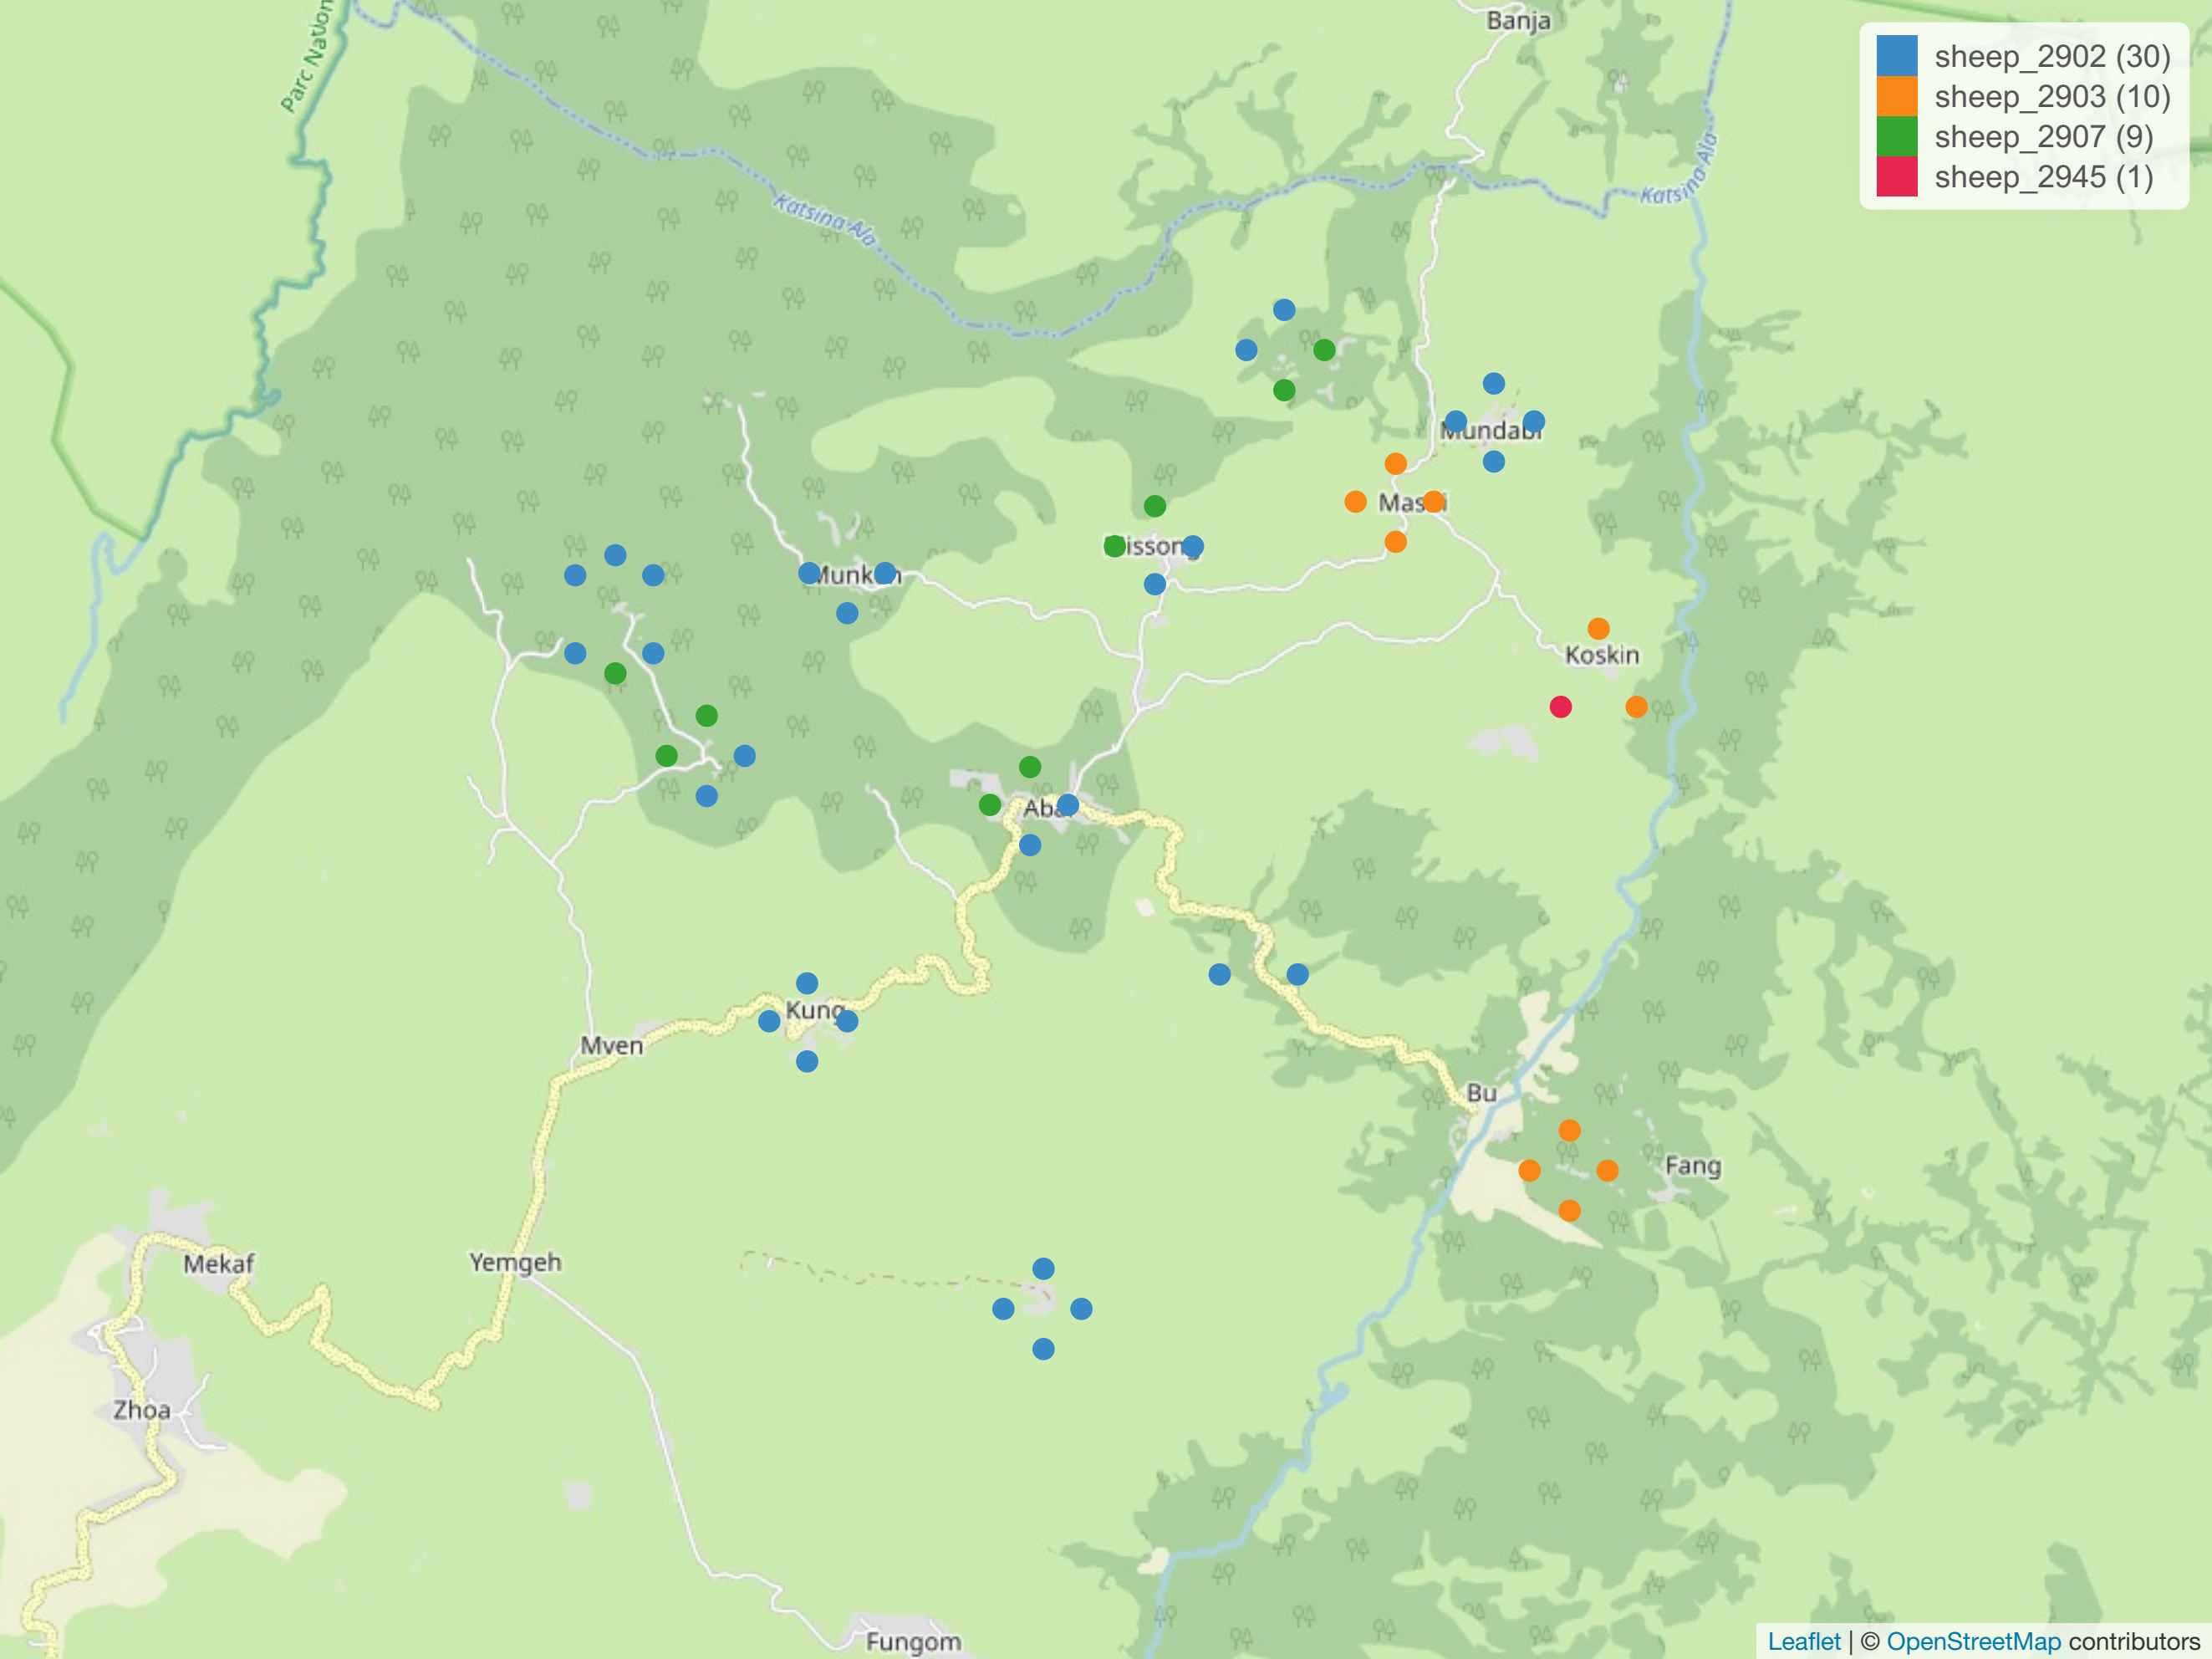 Banja
Parc Nation
sheep_2902 (30)
sheep_2903 (10)
sheep_2907 (9)
sheep_2945 (1)
Katsina-Ala
Katsina-Ala
Mundabi
Koskin
Kung
Mven
Bu
Fang
Mekaf
Yemgeh
Zhoa
Fungom
Leaflet | © OpenStreetMap contributors